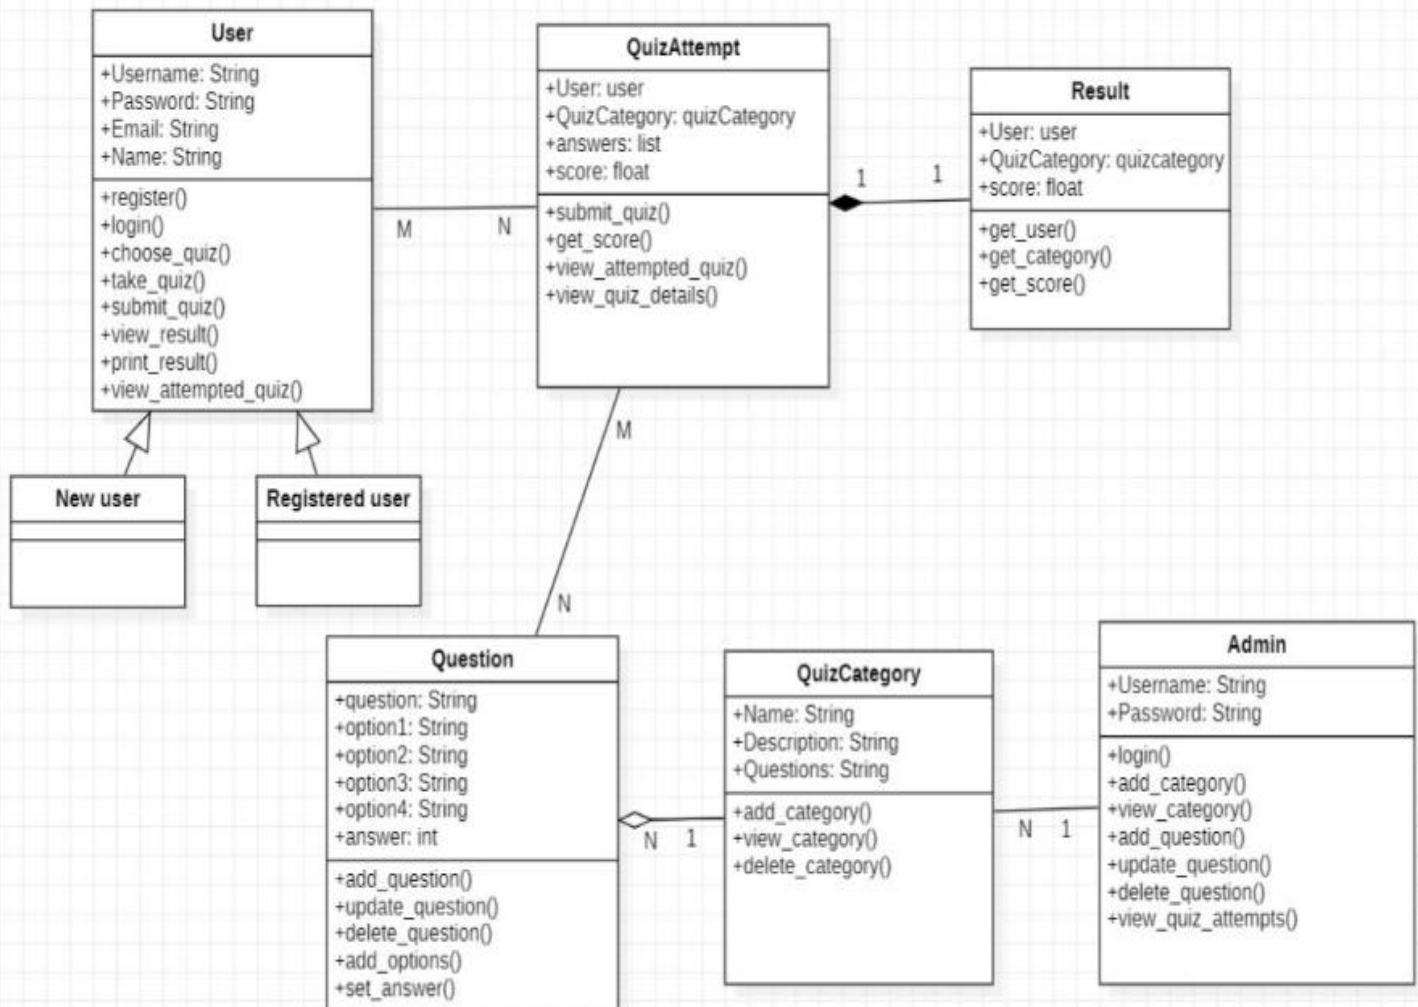 User
+Username: String
+Password: String
+Email: String
+Name: String
+register()
+login()
+choose_quiz()
+take_quiz()
+submit_quiz()
+view_result()
+print_result()
+view_attempted_quiz()
M
N
QuizAttempt
+User: user
+QuizCategory: quizCategory
+answers: list
+score: float
+submit_quiz()
+get_score()
+view_attempted_quiz()
+view_quiz_details()
1
1
Result
+User: user
+QuizCategory: quizcategory
+score: float
+get_user()
+get_category()
+get_score()
New user
Registered user
M
N
Question
+question: String
+option1: String
+option2: String
+option3: String
+option4: String
+answer: int
+add_question()
+update_question()
+delete_question()
+add_options()
+set_answer()
N
1
QuizCategory
+Name: String
+Description: String
+Questions: String
+add_category()
+view_category()
+delete_category()
N
1
Admin
+Username: String
+Password: String
+login()
+add_category()
+view_category()
+add_question()
+update_question()
+delete_question()
+view_quiz_attempts()